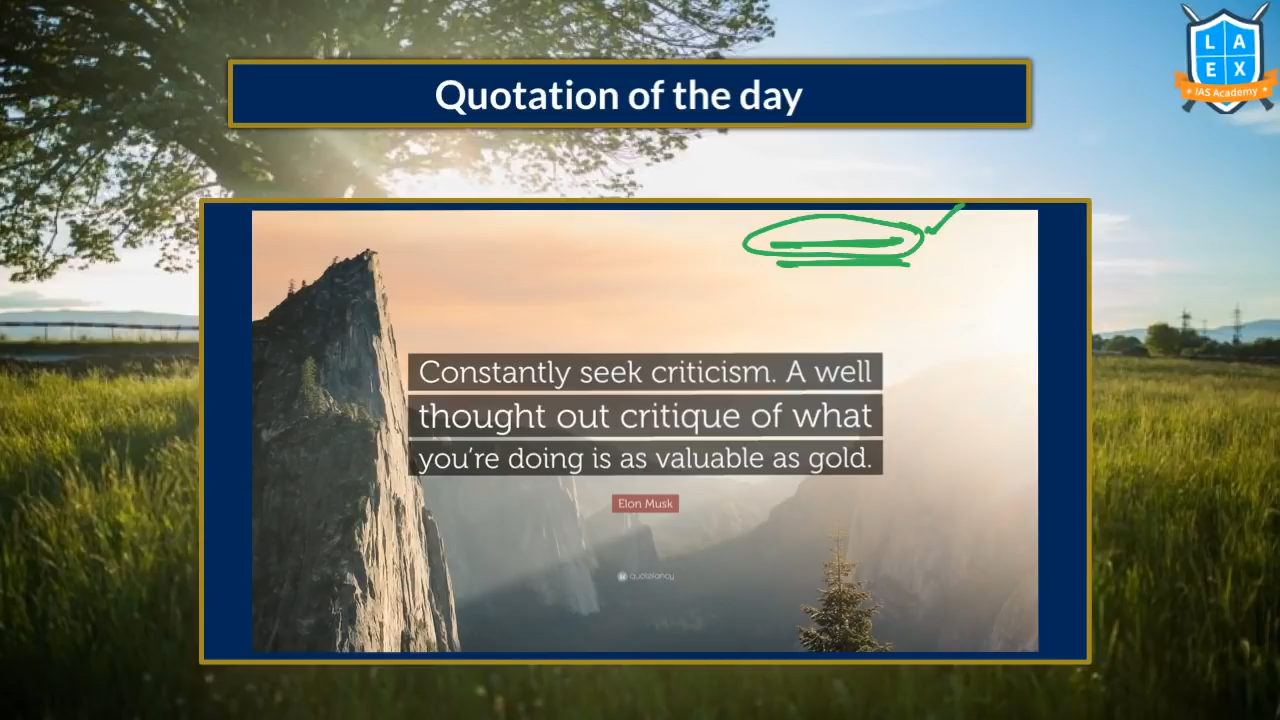 Quotation of the day
L A
E X
IAS Academy
Constantly seek criticism. A well
thought out critique of what
you're doing is as valuable as gold.
Elon Musk
quotefancy